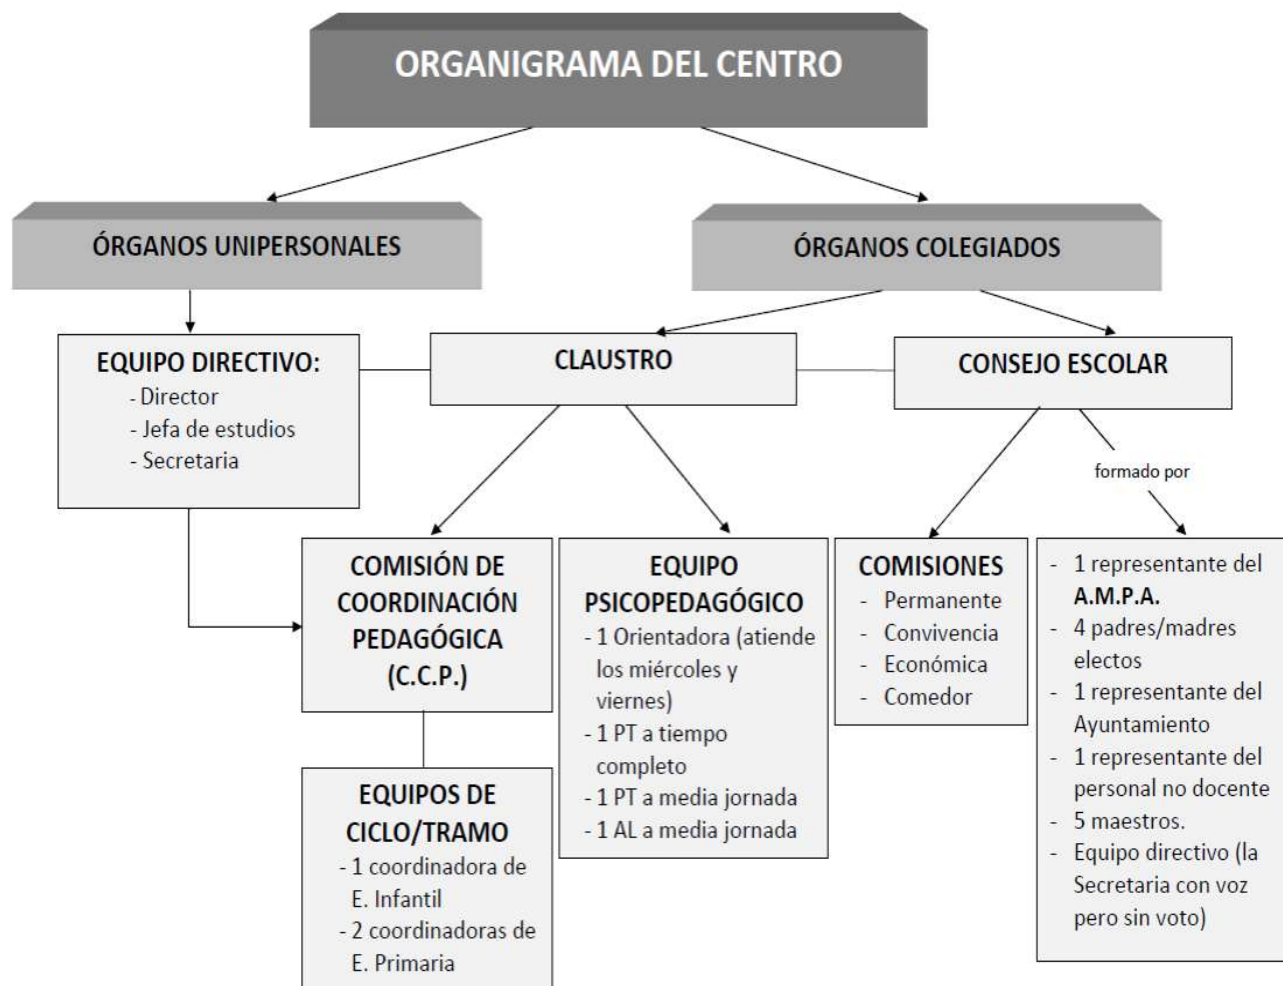 ORGANIGRAMA DEL CENTRO
ÓRGANOS UNIPERSONALES
ÓRGANOS COLEGIADOS
EQUIPO DIRECTIVO:
- Director
- Jefa de estudios
- Secretaria
CLAUSTRO
CONSEJO ESCOLAR
formado por
COMISIÓN DE
COORDINACIÓN
PEDAGÓGICA
(C.C.P.)
EQUIPO
PSICOPEDAGÓGICO
- 1 Orientadora (atiende
los miércoles y
viernes)
- 1 PT a tiempo
completo
- 1 PT a media jornada
- 1 AL a media jornada
COMISIONES
- Permanente
- Convivencia
- Económica
- Comedor
- 1 representante del
A.M.P.A.
- 4 padres/madres
electos
- 1 representante del
Ayuntamiento
- 1 representante del
personal no docente
- 5 maestros.
- Equipo directivo (la
Secretaria con voz
pero sin voto)
EQUIPOS DE
CICLO/TRAMO
- 1 coordinadora de
E. Infantil
- 2 coordinadoras de
E. Primaria